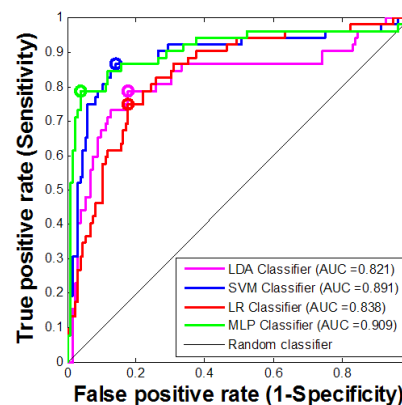 1
0.9
0.8
0.7
0.6
0.5
0.4
0.3
0.2
0.1
0
True positive rate (Sensitivity)
LDA Classifier (AUC =0.821)
SVM Classifier (AUC =0.891)
LR Classifier (AUC =0.838)
MLP Classifier (AUC =0.909)
Random classifier
0 0.2 0.4 0.6 0.8
False positive rate (1-Specificity)